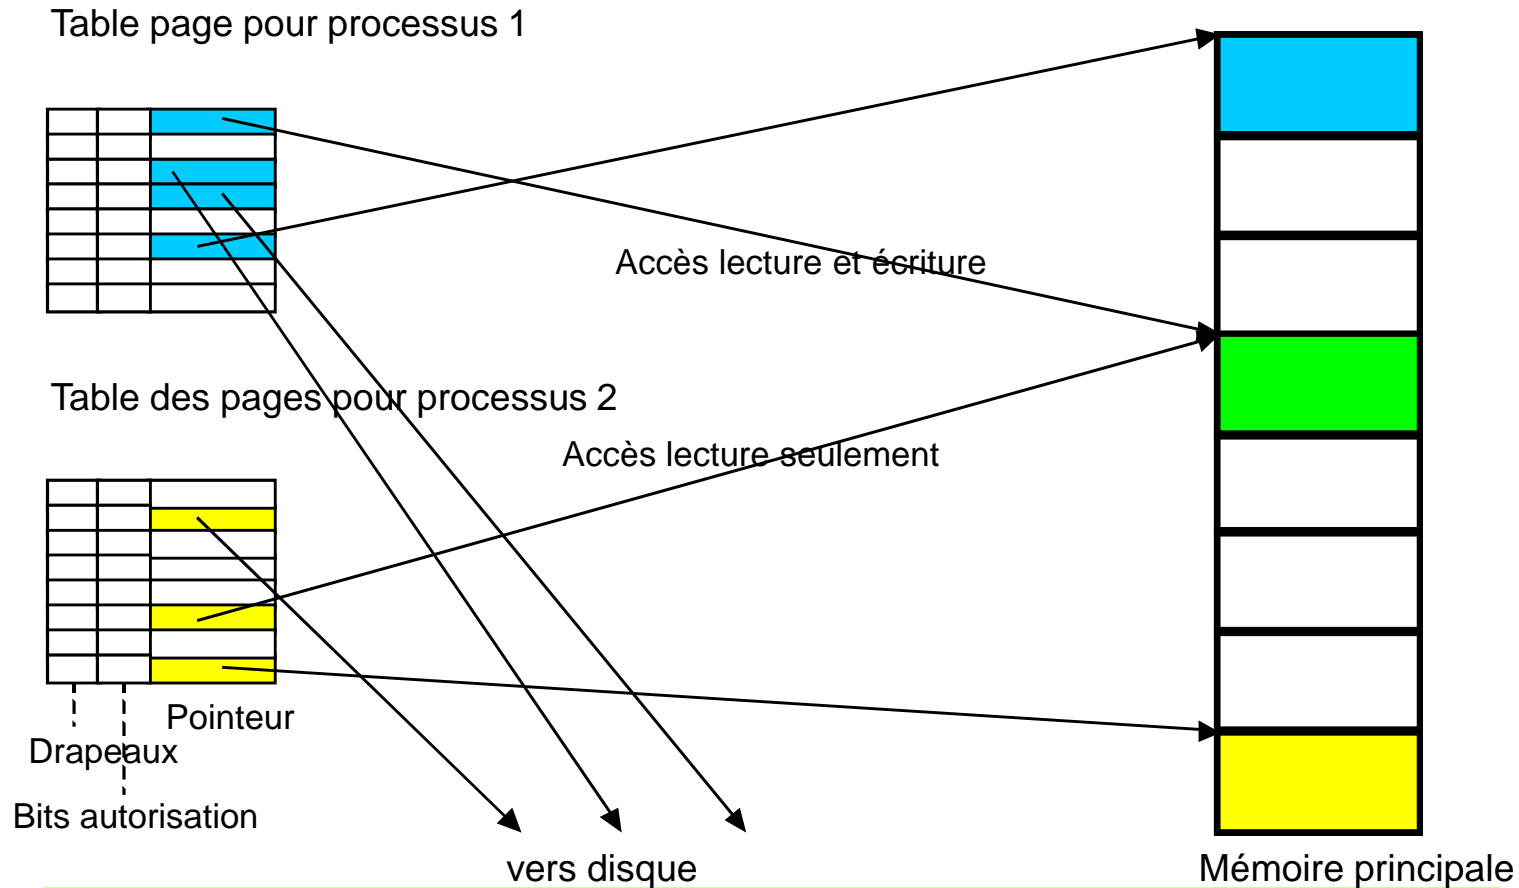 Table page pour processus 1
Accès lecture et écriture
Table des pages pour processus 2
Accès lecture seulement
Pointeur
Drapeaux
Bits autorisation
vers disque
Mémoire principale